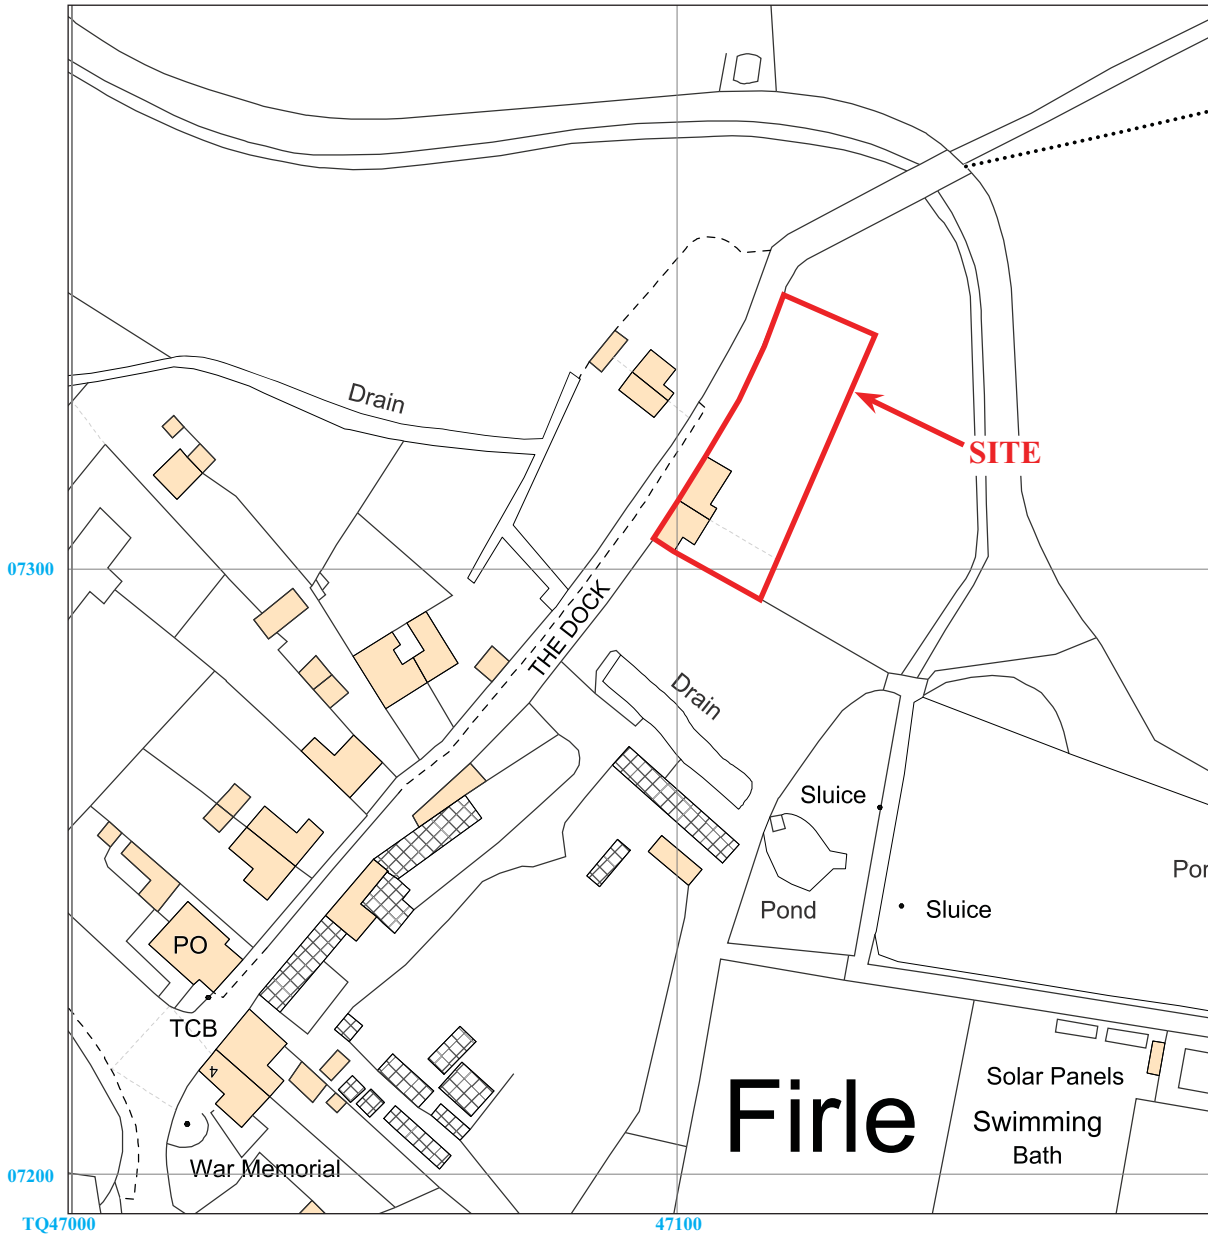 Drain
SITE
07300
THE DOCK
Drain
Sluice
Pond
Sluice
PO
Por
TCB
4
Firle
Solar Panels
Swimming
Bath
War Memorial
07200
TQ47000
47100